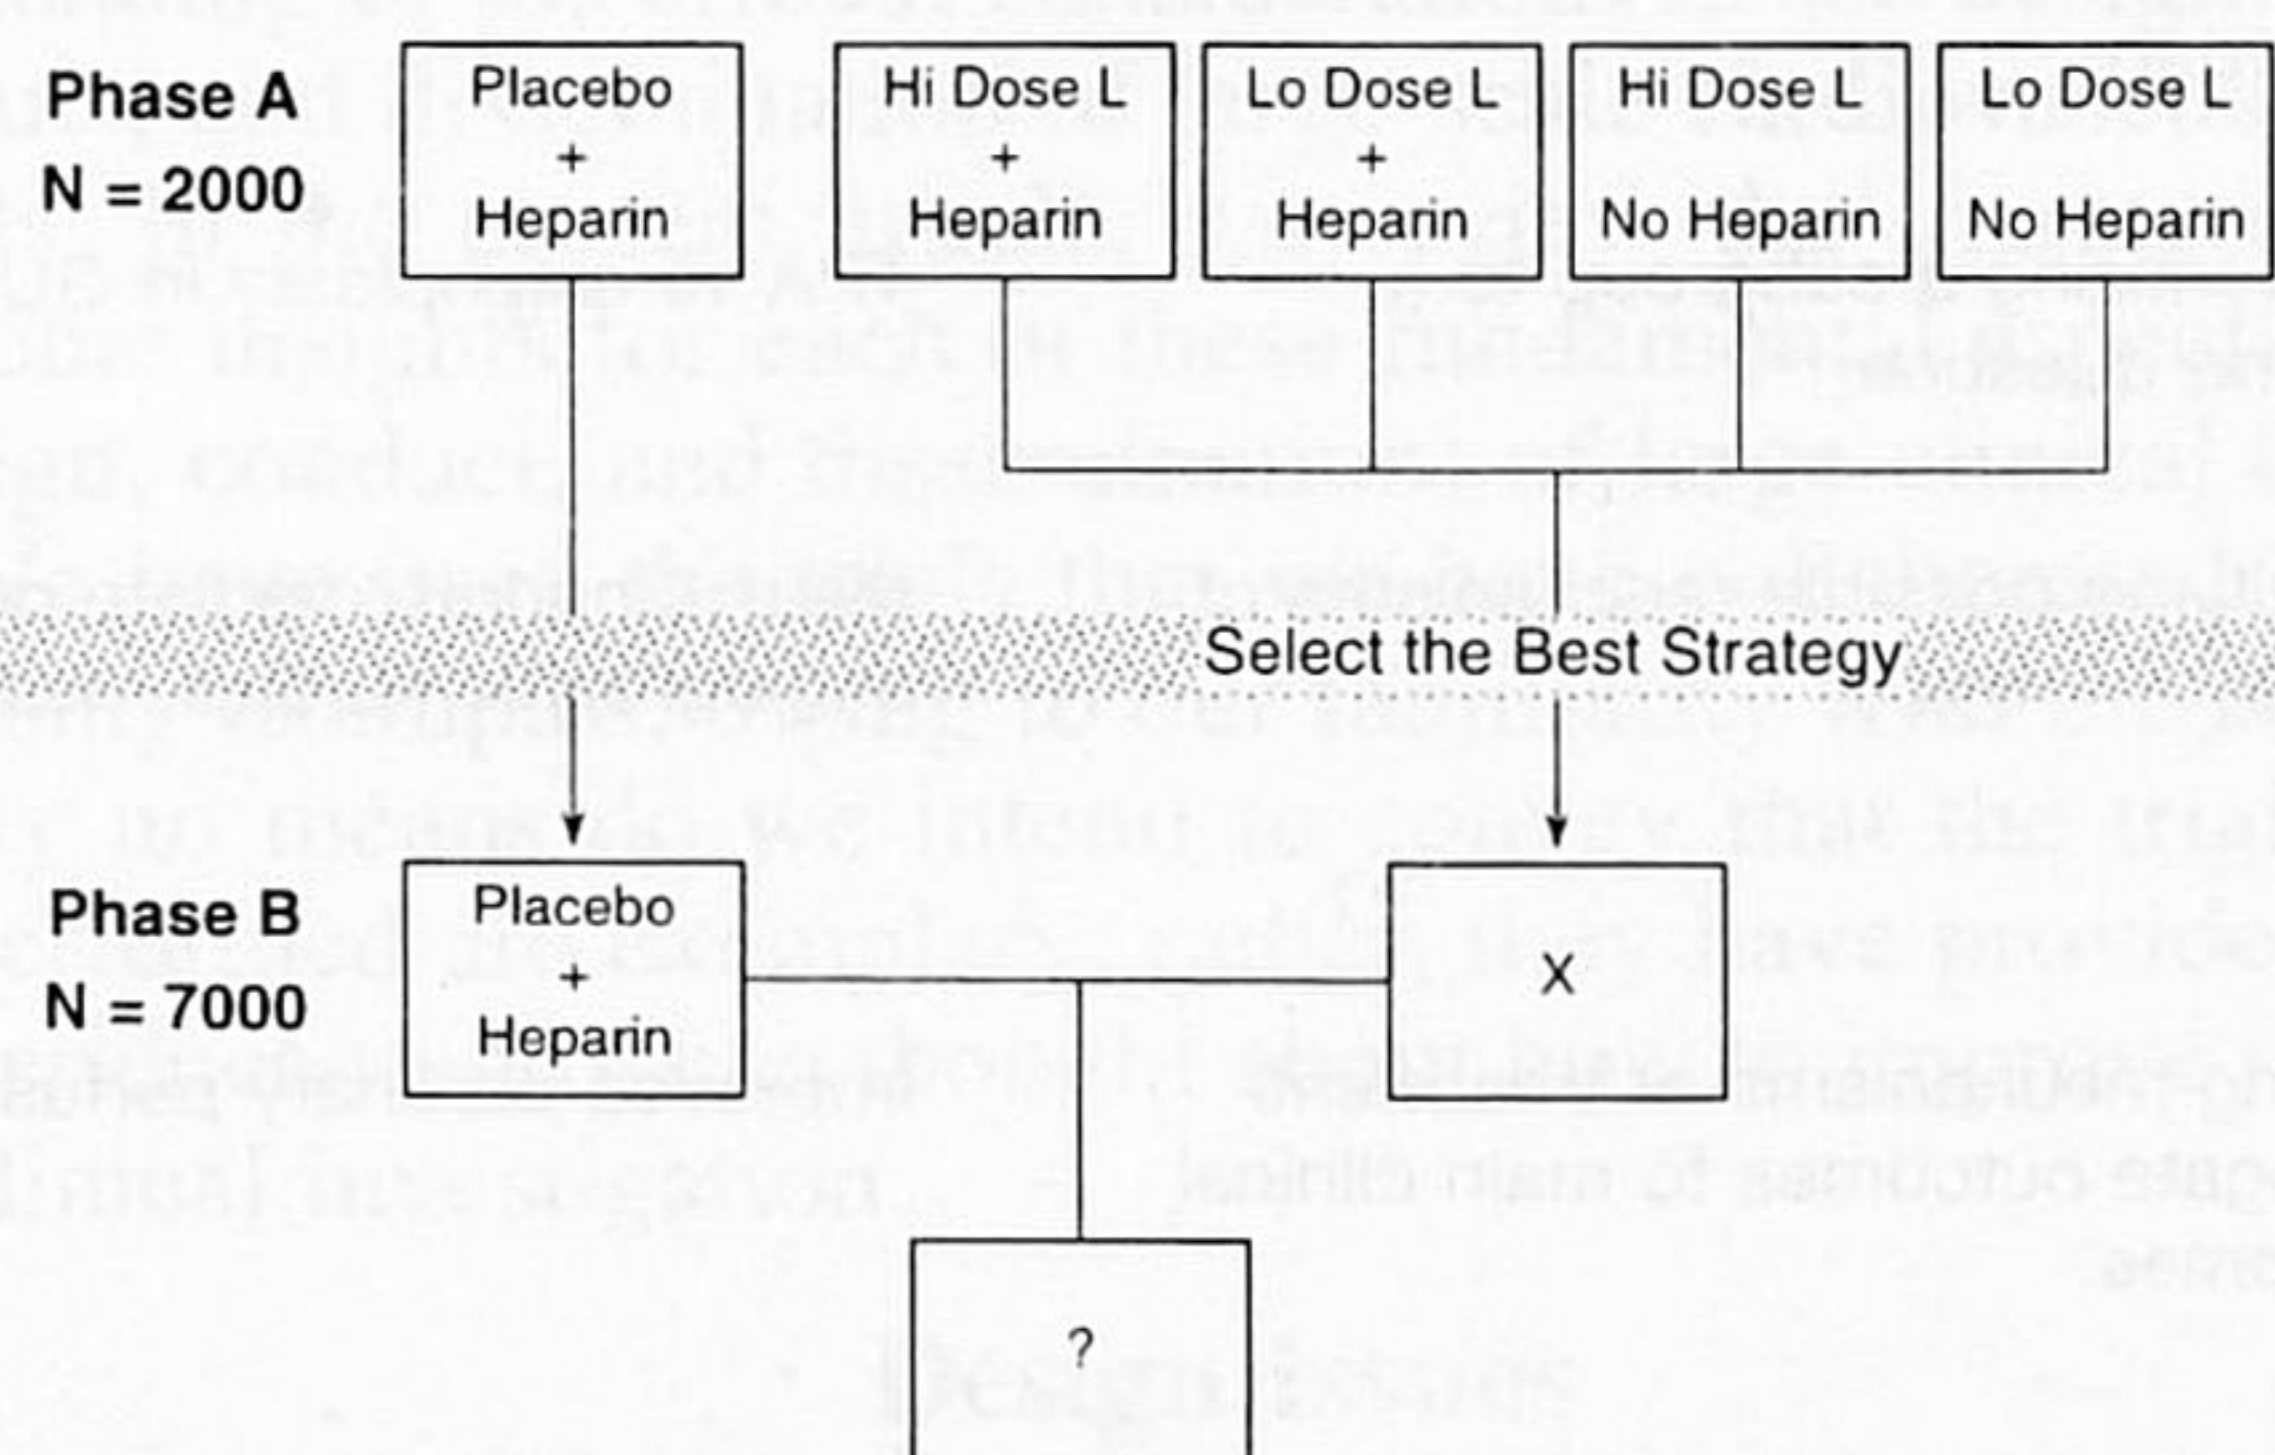 Phase A
N = 2000
Placebo
+
Heparin
Hi Dose L
+
Heparin
Lo Dose L
+
Heparin
Hi Dose L
No Heparin
Lo Dose L
No Heparin
Select the Best Strategy
Phase B
N = 7000
Placebo
+
Heparin
X
?